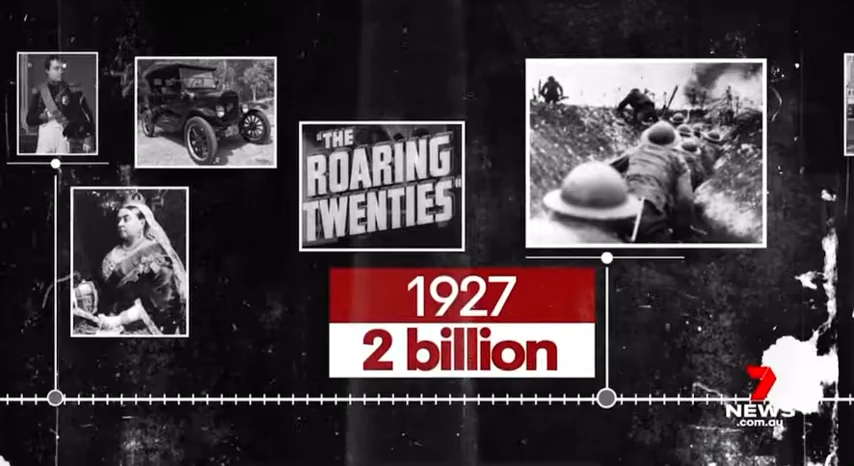 "THE
ROARING
TWENTIES"
1927
2 billion
7
NEWS
.com.au